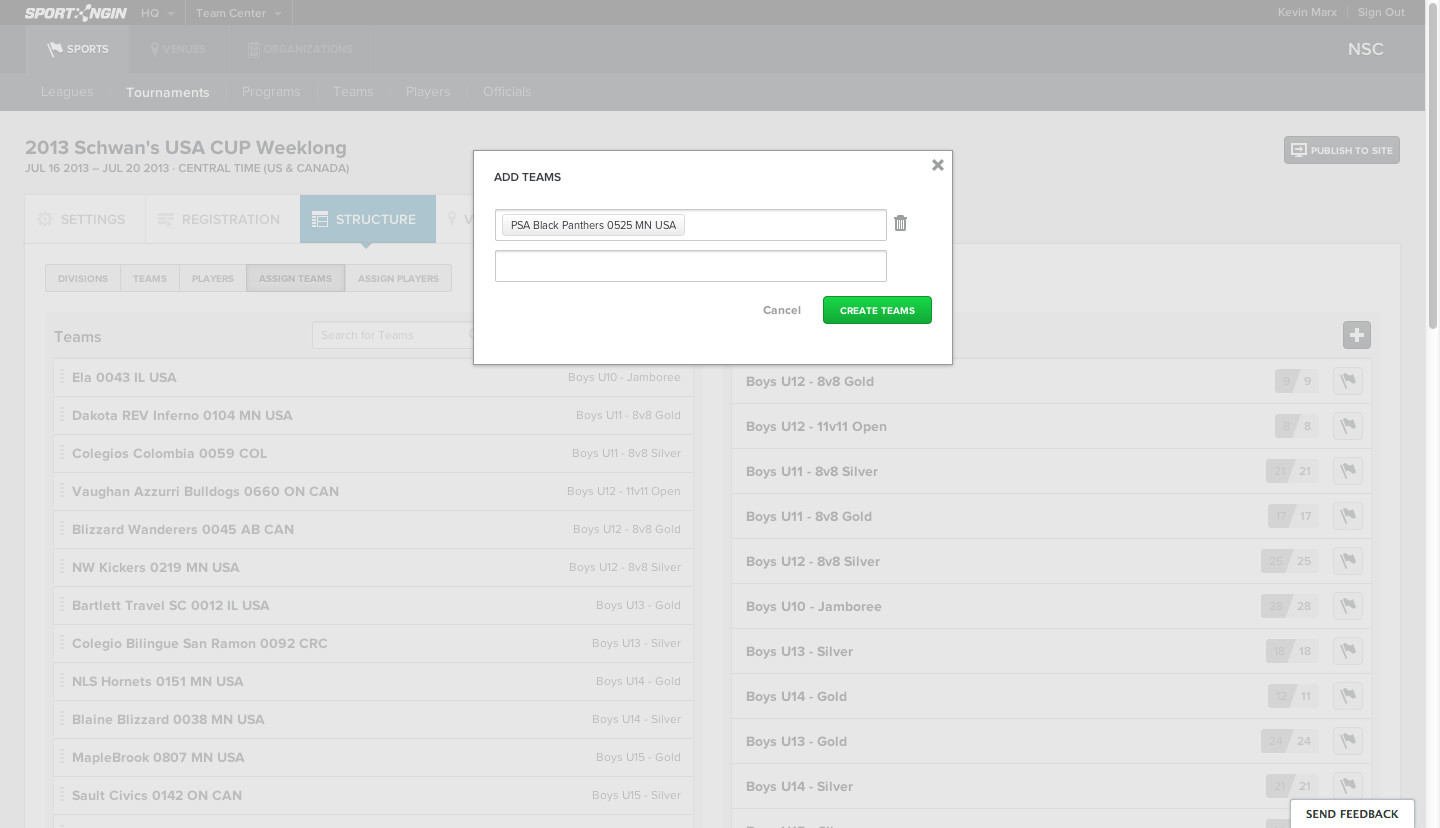 SPORT NGIN HQ Team Center Kevin Marx Sign Out
SPORTS VENUES ORGANIZATIONS NSC
Leagues Tournaments Programs Teams Players Officials
2013 Schwan's USA CUP Weeklong
JUL 16 2013 – JUL 20 2013 · CENTRAL TIME (US & CANADA)
PUBLISH TO SITE
SETTINGS REGISTRATION STRUCTURE V
DIVISIONS TEAMS PLAYERS ASSIGN TEAMS ASSIGN PLAYERS
ADD TEAMS
PSA Black Panthers 0525 MN USA
Cancel CREATE TEAMS
Teams Search for Teams
Ela 0043 IL USA Boys U10 - Jamboree
Dakota REV Inferno 0104 MN USA Boys U11 - 8v8 Gold
Colegios Colombia 0059 COL Boys U11 - 8v8 Silver
Vaughan Azzurri Bulldogs 0660 ON CAN Boys U12 - 11v11 Open
Blizzard Wanderers 0045 AB CAN Boys U12 - 8v8 Gold
NW Kickers 0219 MN USA Boys U12 - 8v8 Silver
Bartlett Travel SC 0012 IL USA Boys U13 - Gold
Colegio Bilingue San Ramon 0092 CRC Boys U13 - Silver
NLS Hornets 0151 MN USA Boys U14 - Gold
Blaine Blizzard 0038 MN USA Boys U14 - Silver
MapleBrook 0807 MN USA Boys U15 - Gold
Sault Civics 0142 ON CAN Boys U15 - Silver
Boys U12 - 8v8 Gold 9 9
Boys U12 - 11v11 Open 8 8
Boys U11 - 8v8 Silver 21 21
Boys U11 - 8v8 Gold 17 17
Boys U12 - 8v8 Silver 25 25
Boys U10 - Jamboree 28 28
Boys U13 - Silver 18 18
Boys U14 - Gold 12 11
Boys U13 - Gold 24 24
Boys U14 - Silver 21 21
SEND FEEDBACK